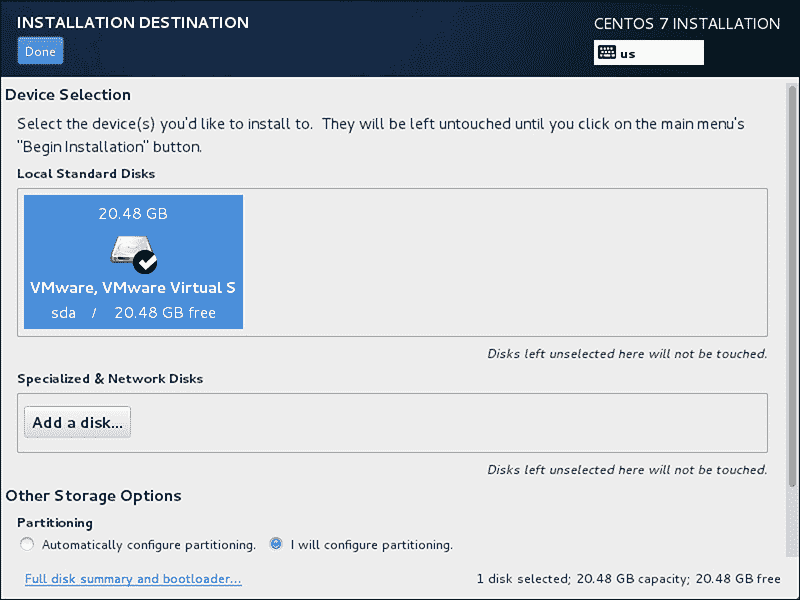 INSTALLATION DESTINATION
CENTOS 7 INSTALLATION
Done
us
Device Selection
Select the device(s) you'd like to install to.  They will be left untouched until you click on the main menu's
"Begin Installation" button.
Local Standard Disks
20.48 GB
VMware, VMware Virtual S
sda / 20.48 GB free
Disks left unselected here will not be touched.
Specialized & Network Disks
Add a disk...
Disks left unselected here will not be touched.
Other Storage Options
Partitioning
Automatically configure partitioning. I will configure partitioning.
Full disk summary and bootloader... 1 disk selected; 20.48 GB capacity; 20.48 GB free